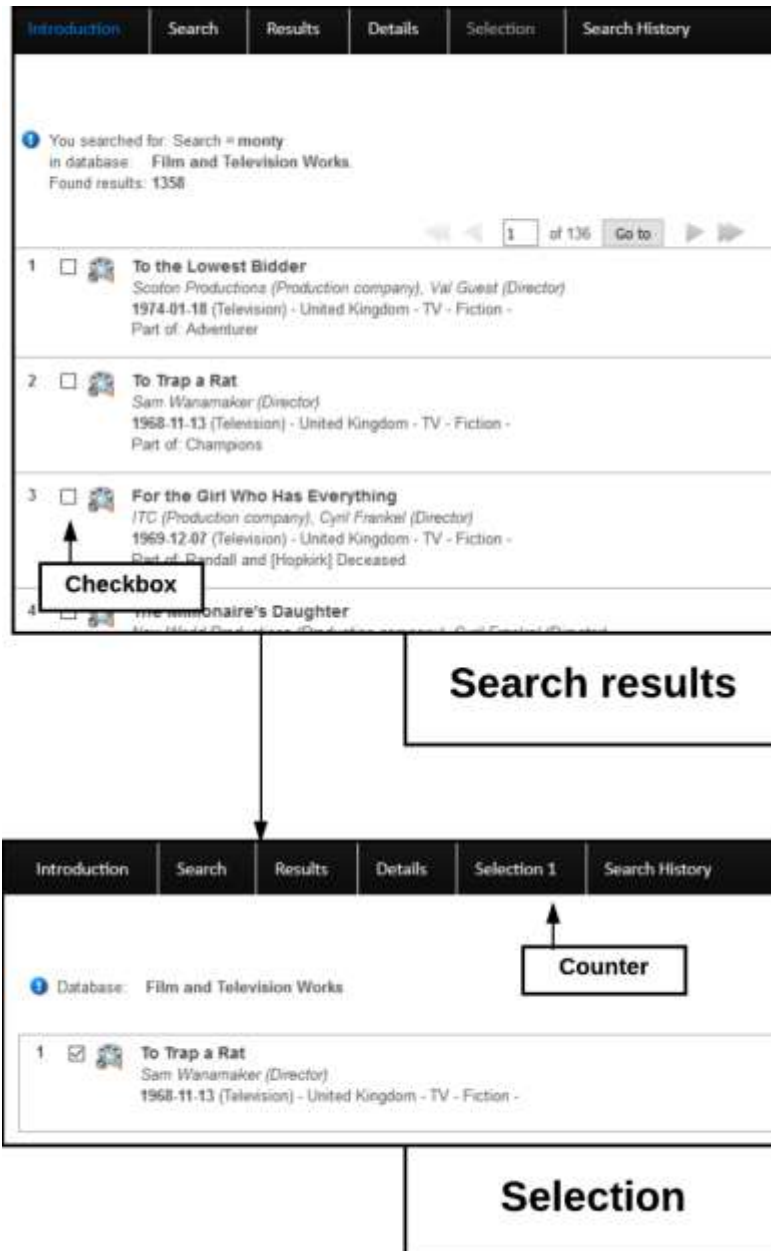 Introduction Search Results Details Selection Search History
You searched for: Search = monty
in database: Film and Television Works.
Found results: 1358
1 of 136 Go to
1 To the Lowest Bidder
Scoton Productions (Production company), Val Guest (Director)
1974-01-18 (Television) - United Kingdom - TV - Fiction -
Part of: Adventurer
2 To Trap a Rat
Sam Wanamaker (Director)
1968-11-13 (Television) - United Kingdom - TV - Fiction -
Part of: Champions
3 For the Girl Who Has Everything
ITC (Production company), Cyril Frankel (Director)
1969-12-07 (Television) - United Kingdom - TV - Fiction -
Part of: Randall and [Hopkirk] Deceased
Checkbox
4 The Millionaire's Daughter
Search results
Introduction Search Results Details Selection 1 Search History
Counter
Database: Film and Television Works
1 To Trap a Rat
Sam Wanamaker (Director)
1968-11-13 (Television) - United Kingdom - TV - Fiction -
Selection